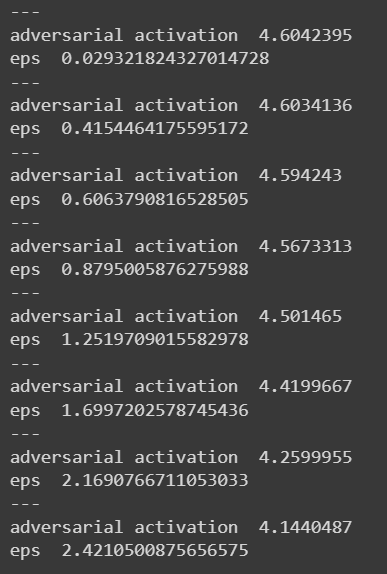 ---
adversarial activation  4.6042395
eps  0.029321824327014728
---
adversarial activation  4.6034136
eps  0.4154464175595172
---
adversarial activation  4.594243
eps  0.6063790816528505
---
adversarial activation  4.5673313
eps  0.8795005876275988
---
adversarial activation  4.501465
eps  1.2519709015582978
---
adversarial activation  4.4199667
eps  1.6997202578745436
---
adversarial activation  4.2599955
eps  2.1690766711053033
---
adversarial activation  4.1440487
eps  2.4210500875656575